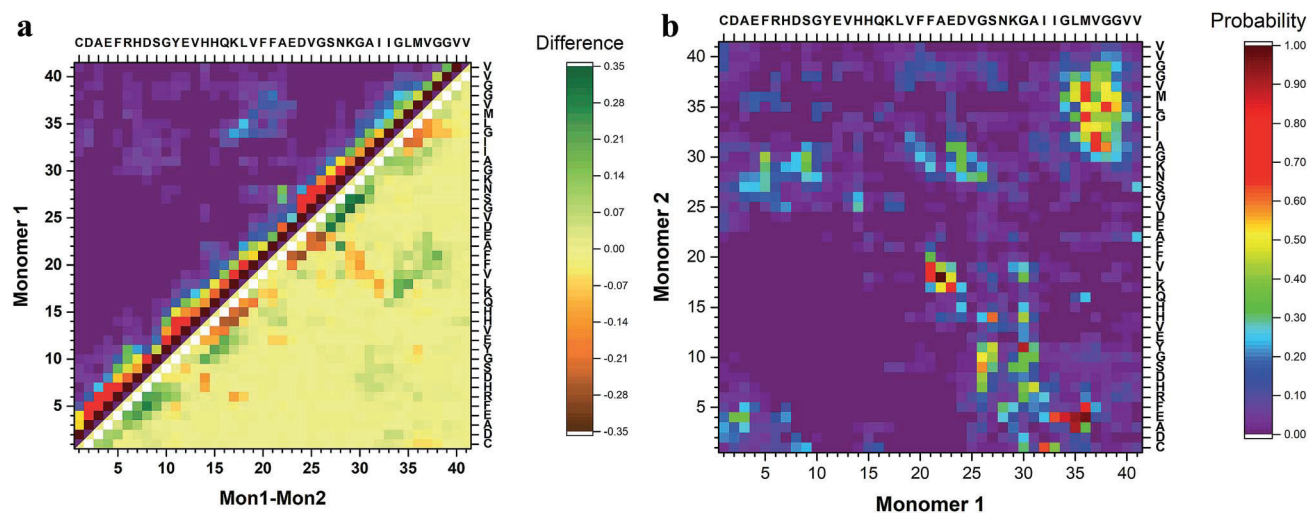 a
CDAEFRHDSGYEVHHQKLVFFAEDVGSNKGAIIGLMVGGVV
Difference
Monomer 1
40
35
30
25
20
15
10
5
5 10 15 20 25 30 35 40
Mon1-Mon2
V
V
G
G
V
M
L
G
I
I
A
G
K
N
S
G
V
D
E
A
F
F
V
L
K
Q
H
H
V
E
Y
G
S
D
H
R
F
E
A
D
C
0.35
0.28
0.21
0.14
0.07
0.00
-0.07
-0.14
-0.21
-0.28
-0.35
b
CDAEFRHDSGYEVHHQKLVFFAEDVGSNKGAIIGLMVGGVV
Probability
Monomer 2
40
35
30
25
20
15
10
5
5 10 15 20 25 30 35 40
Monomer 1
V
V
G
G
V
M
L
G
I
I
A
G
K
N
S
G
V
D
E
A
F
F
V
L
K
Q
H
H
V
E
Y
G
S
D
H
R
F
E
A
D
C
1.00
0.90
0.80
0.70
0.60
0.50
0.40
0.30
0.20
0.10
0.00